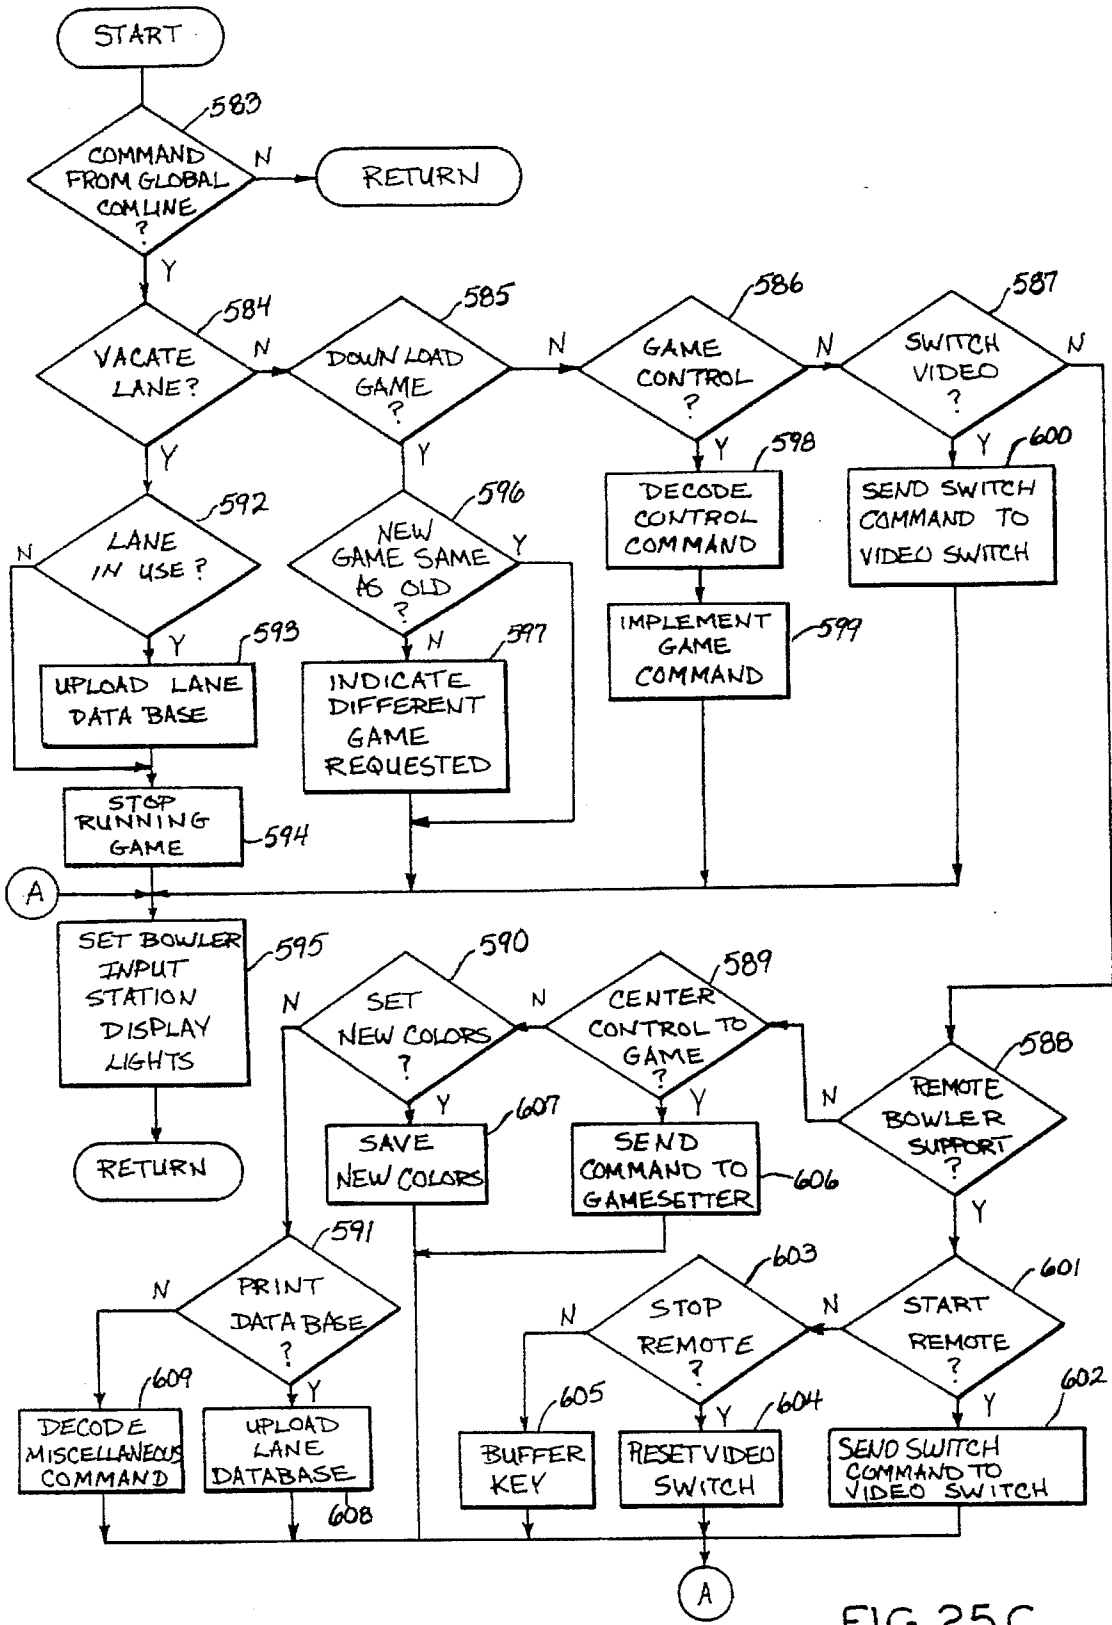 START
583
COMMAND
FROM GLOBAL
COMLINE
?
N
RETURN
Y
584
VACATE
LANE?
N
585
DOWNLOAD
GAME
?
N
586
GAME
CONTROL
?
N
587
SWITCH
VIDEO
?
N
Y
Y
Y
Y
592
LANE
IN USE?
N
Y
596
NEW
GAME SAME
AS OLD
?
Y
N
598
DECODE
CONTROL
COMMAND
600
SEND SWITCH
COMMAND TO
VIDEO SWITCH
593
UPLOAD LANE
DATA BASE
597
INDICATE
DIFFERENT
GAME
REQUESTED
IMPLEMENT
GAME
COMMAND
599
STOP
RUNNING
GAME
594
A
SET BOWLER
INPUT
STATION
DISPLAY
LIGHTS
595
RETURN
590
SET
NEW COLORS
?
N
Y
589
CENTER
CONTROL TO
GAME
?
N
Y
588
REMOTE
BOWLER
SUPPORT
?
N
Y
607
SAVE
NEW COLORS
SEND
COMMAND TO
GAMESETTER
606
591
PRINT
DATA BASE
?
N
Y
603
STOP
REMOTE
?
N
Y
601
START
REMOTE
?
N
Y
609
DECODE
MISCELLANEOUS
COMMAND
UPLOAD
LANE
DATABASE
608
605
BUFFER
KEY
604
RESET VIDEO
SWITCH
602
SEND SWITCH
COMMAND TO
VIDEO SWITCH
A
FIG. 25C